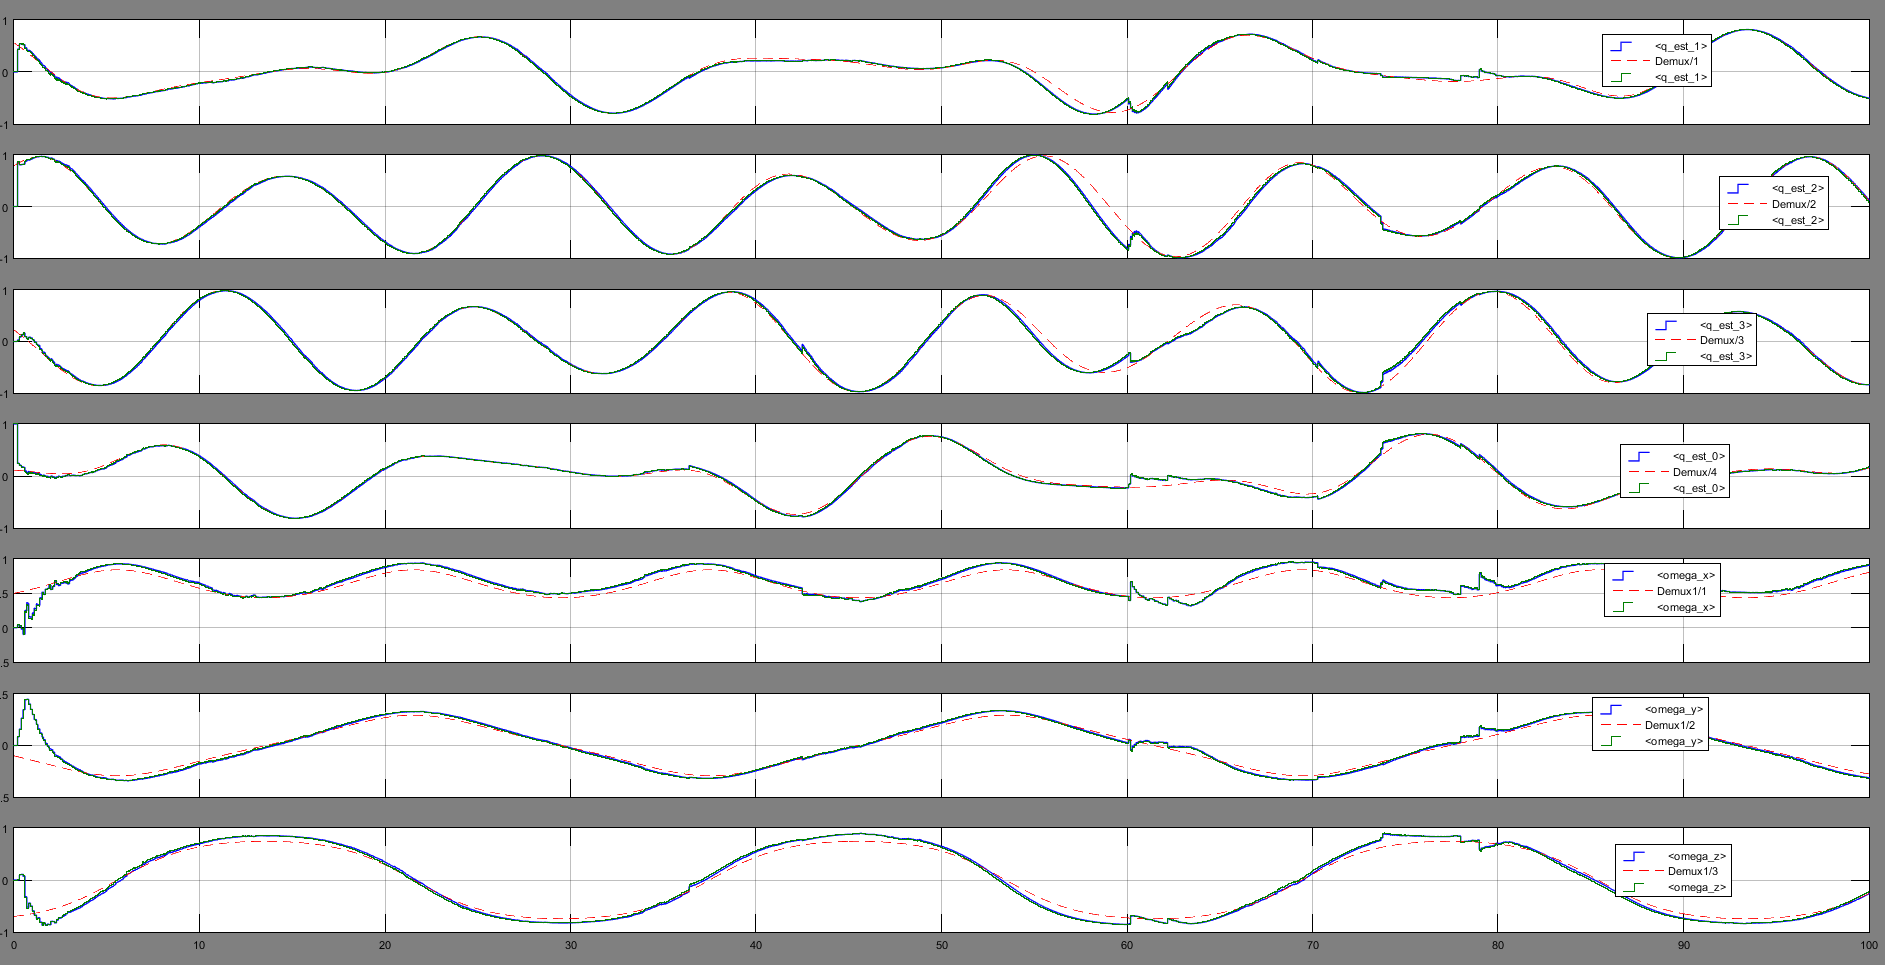 1
0
-1
<q_est_1>
Demux/1
<q_est_1>
1
0
-1
<q_est_2>
Demux/2
<q_est_2>
1
0
-1
<q_est_3>
Demux/3
<q_est_3>
1
0
-1
<q_est_0>
Demux/4
<q_est_0>
1
.5
0
.5
<omega_x>
Demux1/1
<omega_x>
.5
0
.5
<omega_y>
Demux1/2
<omega_y>
1
0
-1
<omega_z>
Demux1/3
<omega_z>
0 10 20 30 40 50 60 70 80 90 100